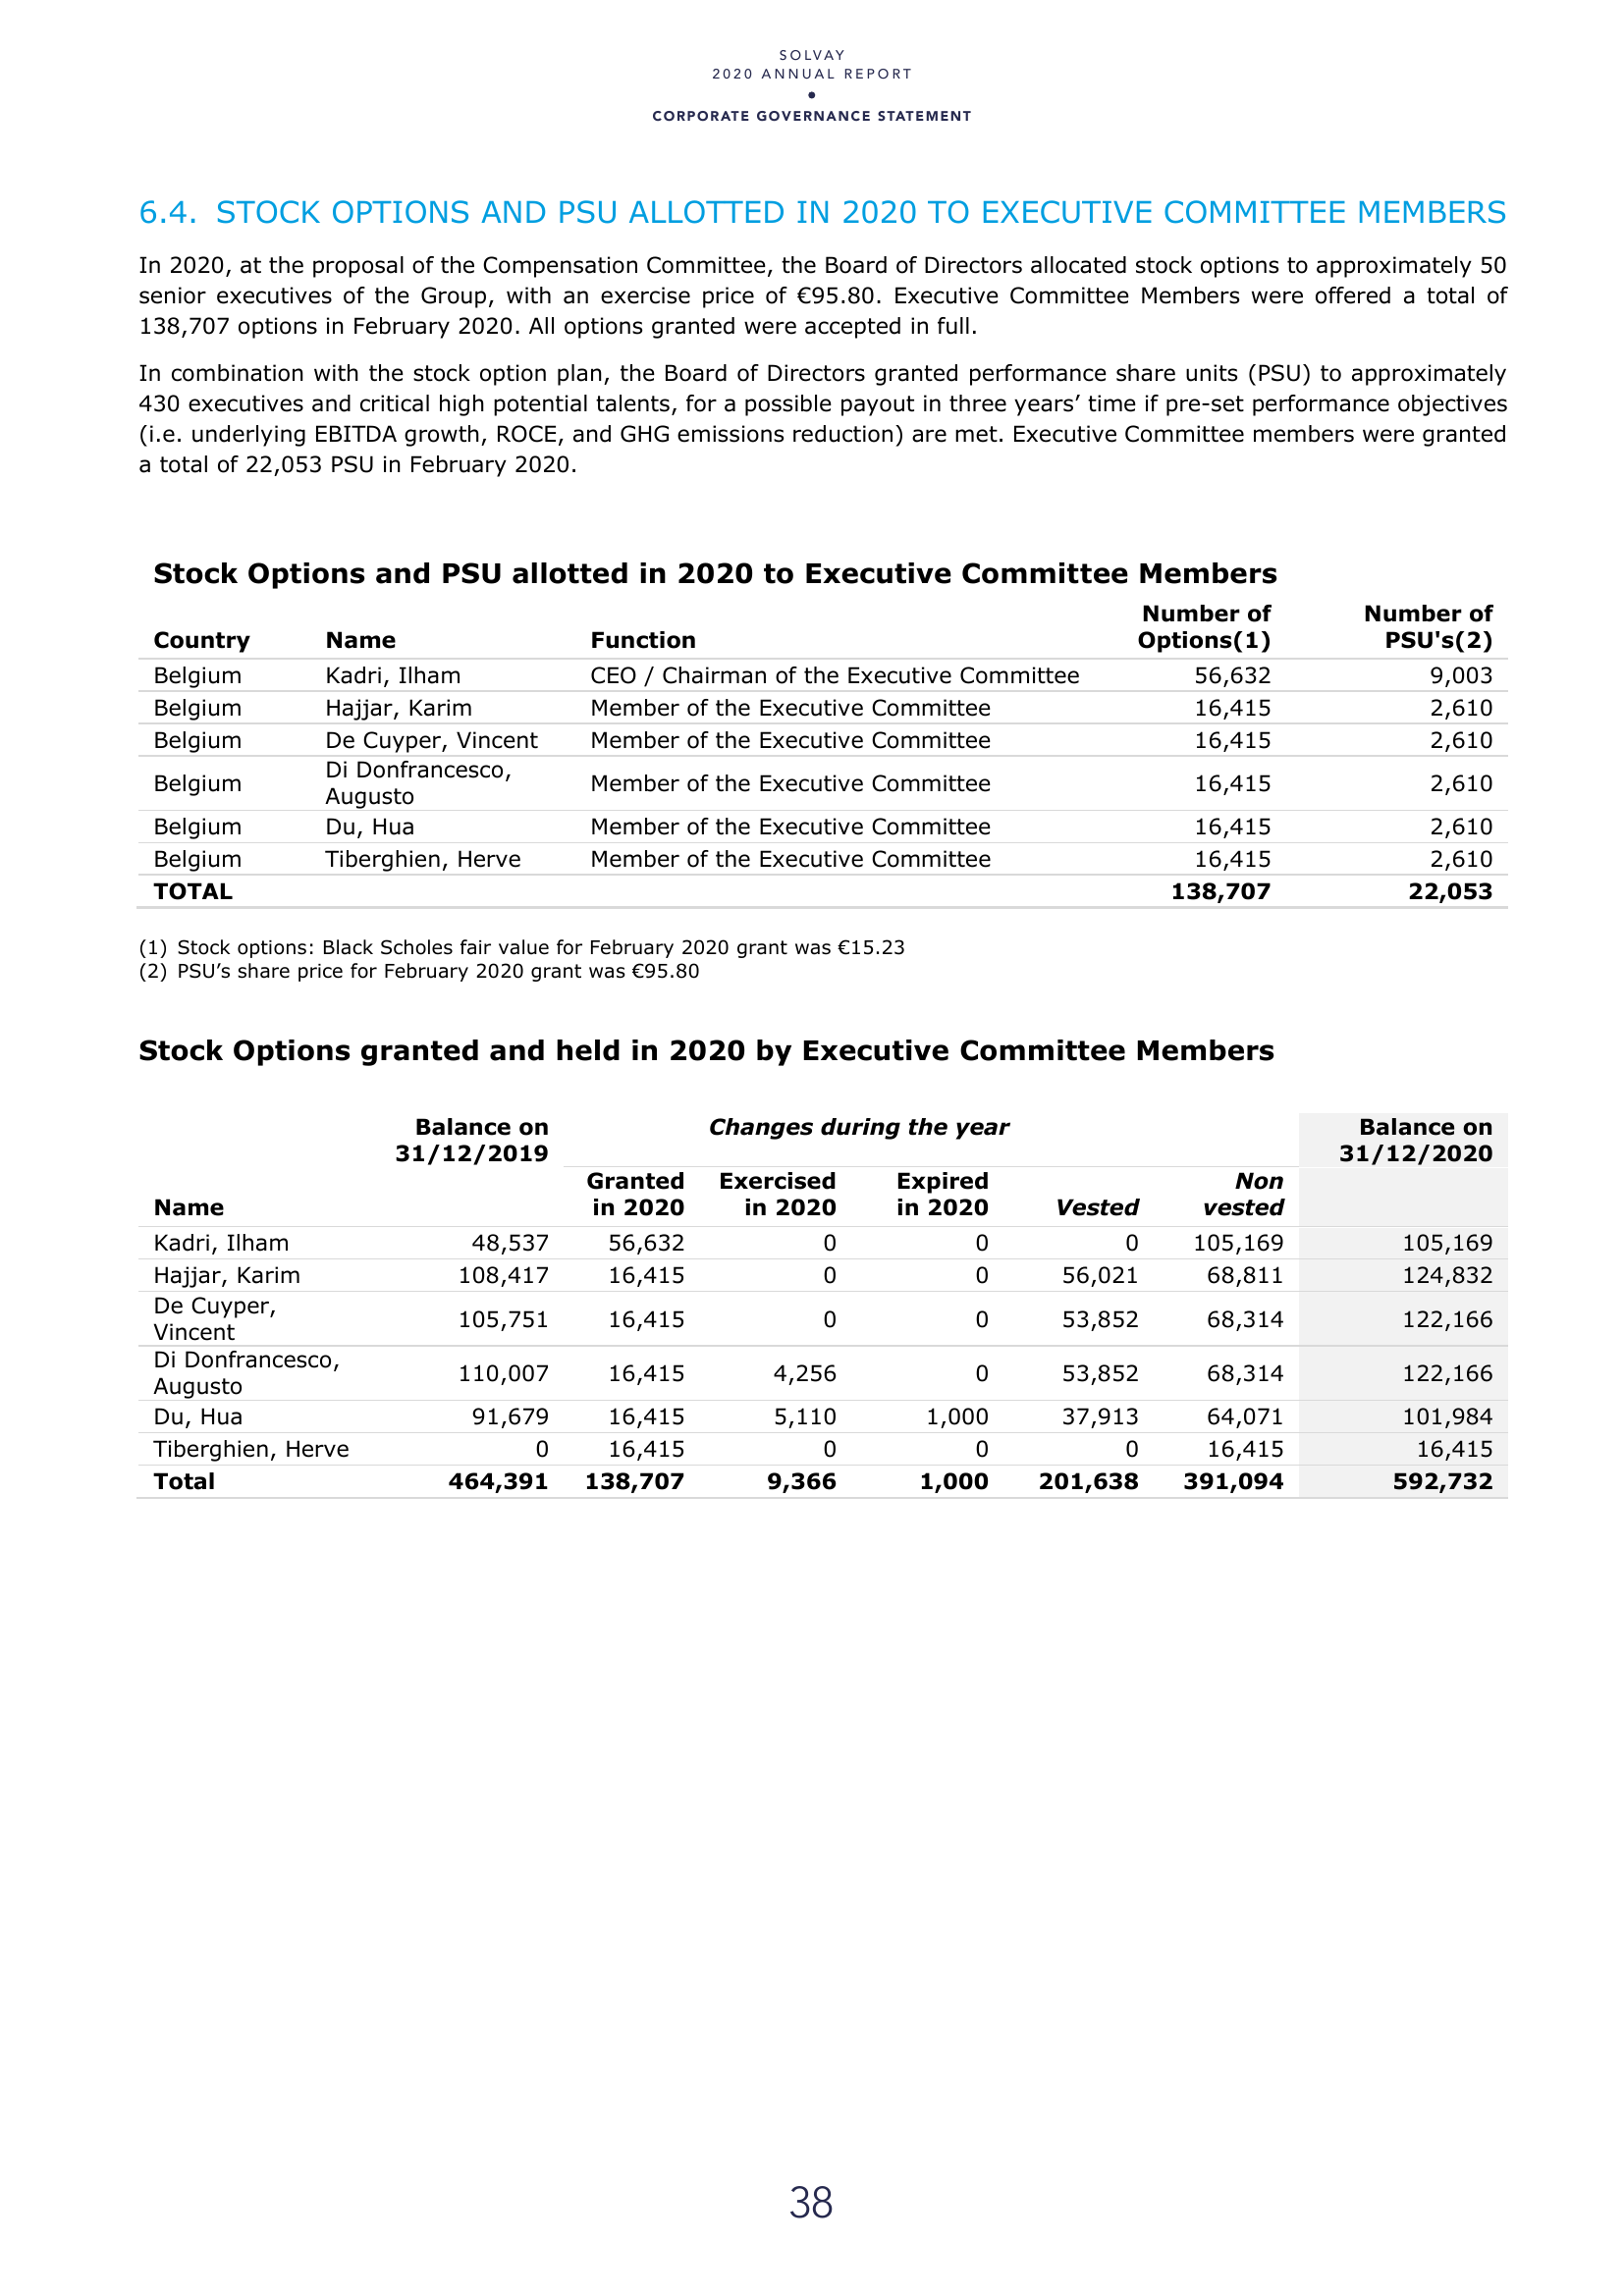 SOLVAY
2020 ANNUAL REPORT
•
CORPORATE GOVERNANCE STATEMENT
6.4. STOCK OPTIONS AND PSU ALLOTTED IN 2020 TO EXECUTIVE COMMITTEE MEMBERS
In 2020, at the proposal of the Compensation Committee, the Board of Directors allocated stock options to approximately 50
senior executives of the Group, with an exercise price of €95.80. Executive Committee Members were offered a total of
138,707 options in February 2020. All options granted were accepted in full.
In combination with the stock option plan, the Board of Directors granted performance share units (PSU) to approximately
430 executives and critical high potential talents, for a possible payout in three years’ time if pre-set performance objectives
(i.e. underlying EBITDA growth, ROCE, and GHG emissions reduction) are met. Executive Committee members were granted
a total of 22,053 PSU in February 2020.
Stock Options and PSU allotted in 2020 to Executive Committee Members
Number of Number of
Country Name Function Options(1) PSU's(2)
Belgium Kadri, Ilham CEO / Chairman of the Executive Committee 56,632 9,003
Belgium Hajjar, Karim Member of the Executive Committee 16,415 2,610
Belgium De Cuyper, Vincent Member of the Executive Committee 16,415 2,610
Di Donfrancesco,
Belgium Member of the Executive Committee 16,415 2,610
Augusto
Belgium Du, Hua Member of the Executive Committee 16,415 2,610
Belgium Tiberghien, Herve Member of the Executive Committee 16,415 2,610
TOTAL 138,707 22,053
(1) Stock options: Black Scholes fair value for February 2020 grant was €15.23
(2) PSU’s share price for February 2020 grant was €95.80
Stock Options granted and held in 2020 by Executive Committee Members
Balance on Changes during the year Balance on
31/12/2019 31/12/2020
Granted Exercised Expired Non
Name in 2020 in 2020 in 2020 Vested vested
Kadri, Ilham 48,537 56,632 0 0 0 105,169 105,169
Hajjar, Karim 108,417 16,415 0 0 56,021 68,811 124,832
De Cuyper,
105,751 16,415 0 0 53,852 68,314 122,166
Vincent
Di Donfrancesco,
110,007 16,415 4,256 0 53,852 68,314 122,166
Augusto
Du, Hua 91,679 16,415 5,110 1,000 37,913 64,071 101,984
Tiberghien, Herve 0 16,415 0 0 0 16,415 16,415
Total 464,391 138,707 9,366 1,000 201,638 391,094 592,732
38